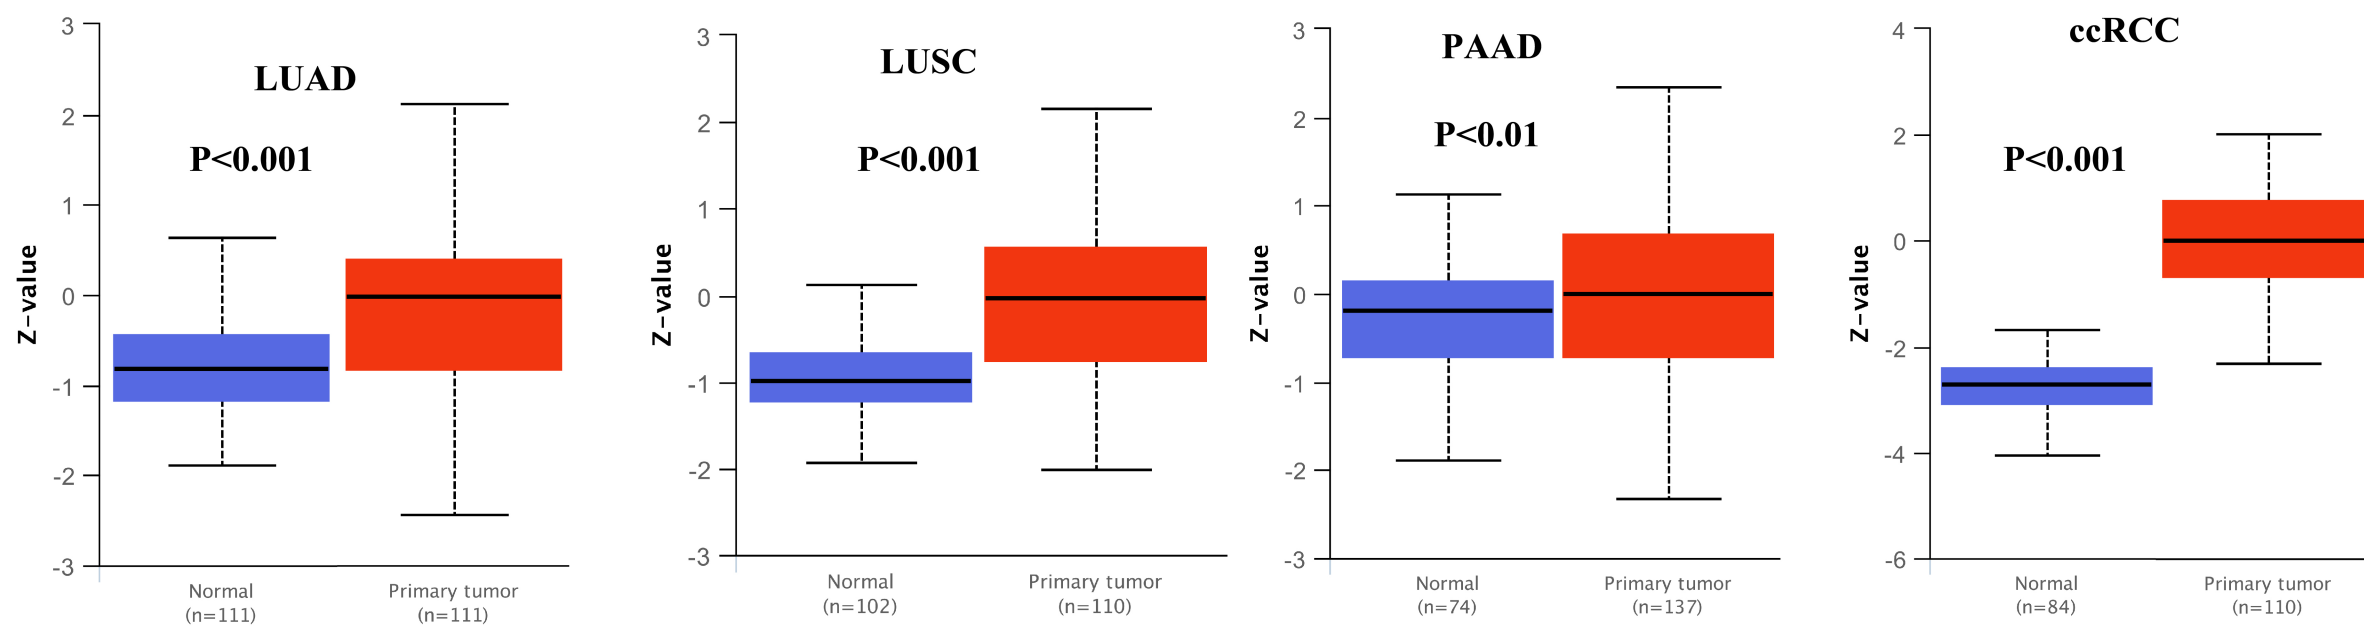 LUAD
P<0.001
Z-value
3
2
1
0
-1
-2
-3
Normal
(n=111)
Primary tumor
(n=111)
LUSC
P<0.001
Z-value
3
2
1
0
-1
-2
-3
Normal
(n=102)
Primary tumor
(n=110)
PAAD
P<0.01
Z-value
3
2
1
0
-1
-2
-3
Normal
(n=74)
Primary tumor
(n=137)
ccRCC
P<0.001
Z-value
4
2
0
-2
-4
-6
Normal
(n=84)
Primary tumor
(n=110)